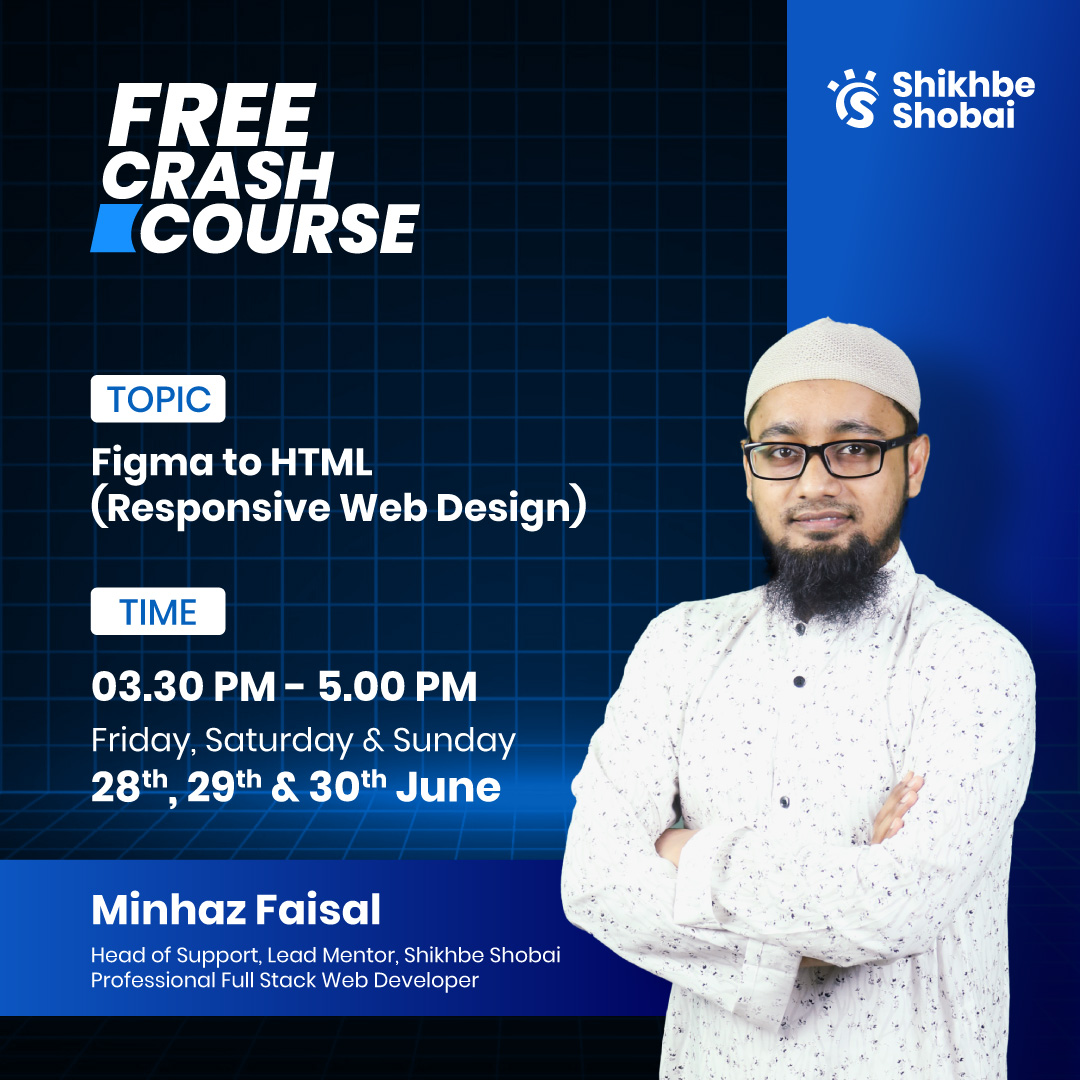 FREE
CRASH
COURSE
Shikhbe
Shobai
TOPIC
Figma to HTML
(Responsive Web Design)
TIME
03.30 PM - 5.00 PM
Friday, Saturday & Sunday
28th, 29th & 30th June
Minhaz Faisal
Head of Support, Lead Mentor, Shikhbe Shobai
Professional Full Stack Web Developer